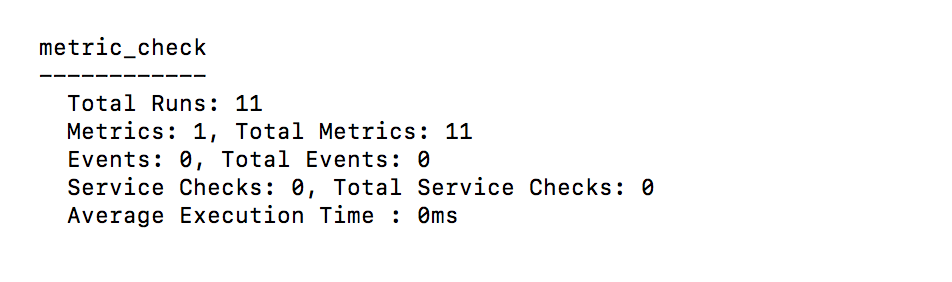 metric_check
------------
Total Runs: 11
Metrics: 1, Total Metrics: 11
Events: 0, Total Events: 0
Service Checks: 0, Total Service Checks: 0
Average Execution Time : 0ms